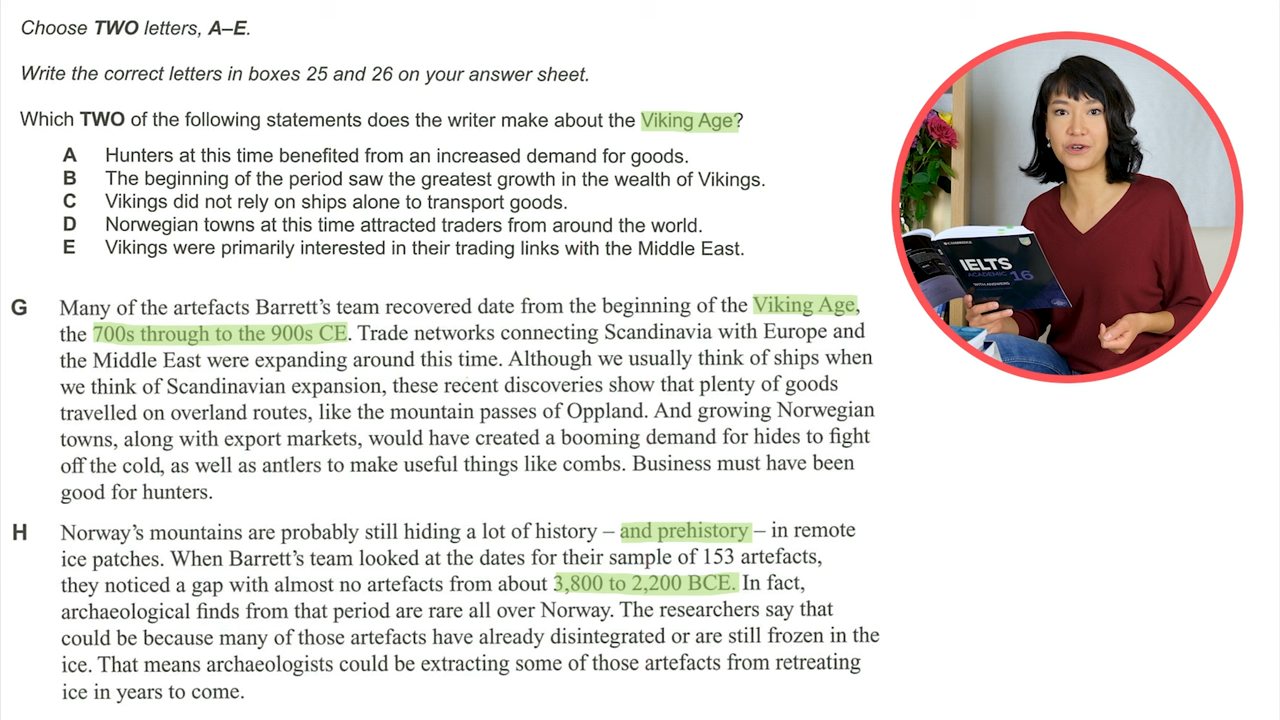 Choose TWO letters, A–E.
Write the correct letters in boxes 25 and 26 on your answer sheet.
Which TWO of the following statements does the writer make about the Viking Age?
A Hunters at this time benefited from an increased demand for goods.
B The beginning of the period saw the greatest growth in the wealth of Vikings.
C Vikings did not rely on ships alone to transport goods.
D Norwegian towns at this time attracted traders from around the world.
E Vikings were primarily interested in their trading links with the Middle East.
G Many of the artefacts Barrett's team recovered date from the beginning of the Viking Age,
the 700s through to the 900s CE. Trade networks connecting Scandinavia with Europe and
the Middle East were expanding around this time. Although we usually think of ships when
we think of Scandinavian expansion, these recent discoveries show that plenty of goods
travelled on overland routes, like the mountain passes of Oppland. And growing Norwegian
towns, along with export markets, would have created a booming demand for hides to fight
off the cold, as well as antlers to make useful things like combs. Business must have been
good for hunters.
H Norway's mountains are probably still hiding a lot of history – and prehistory – in remote
ice patches. When Barrett's team looked at the dates for their sample of 153 artefacts,
they noticed a gap with almost no artefacts from about 3,800 to 2,200 BCE. In fact,
archaeological finds from that period are rare all over Norway. The researchers say that
could be because many of those artefacts have already disintegrated or are still frozen in the
ice. That means archaeologists could be extracting some of those artefacts from retreating
ice in years to come.
CAMBRIDGE
IELTS
ACADEMIC 16
WITH ANSWERS